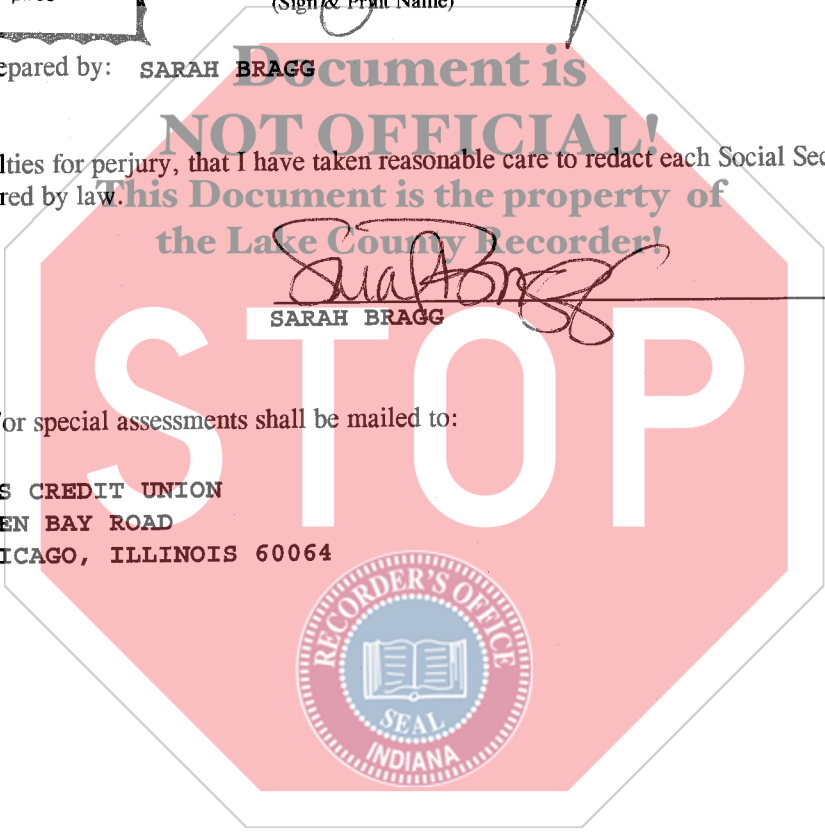 (Sign & Print Name)
epared by: SARAH BRAGG
Document is
NOT OFFICIAL!
lties for perjury, that I have taken reasonable care to redact each Social Sec
red by law.
This Document is the property of
the Lake County Recorder!
Sarah Bragg
SARAH BRAGG
STOP
or special assessments shall be mailed to:
S CREDIT UNION
EN BAY ROAD
ICAGO, ILLINOIS 60064
RECORDER'S OFFICE
SEAL
INDIANA